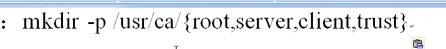 ：mkdir -p /usr/ca/{root,server,client,trust}